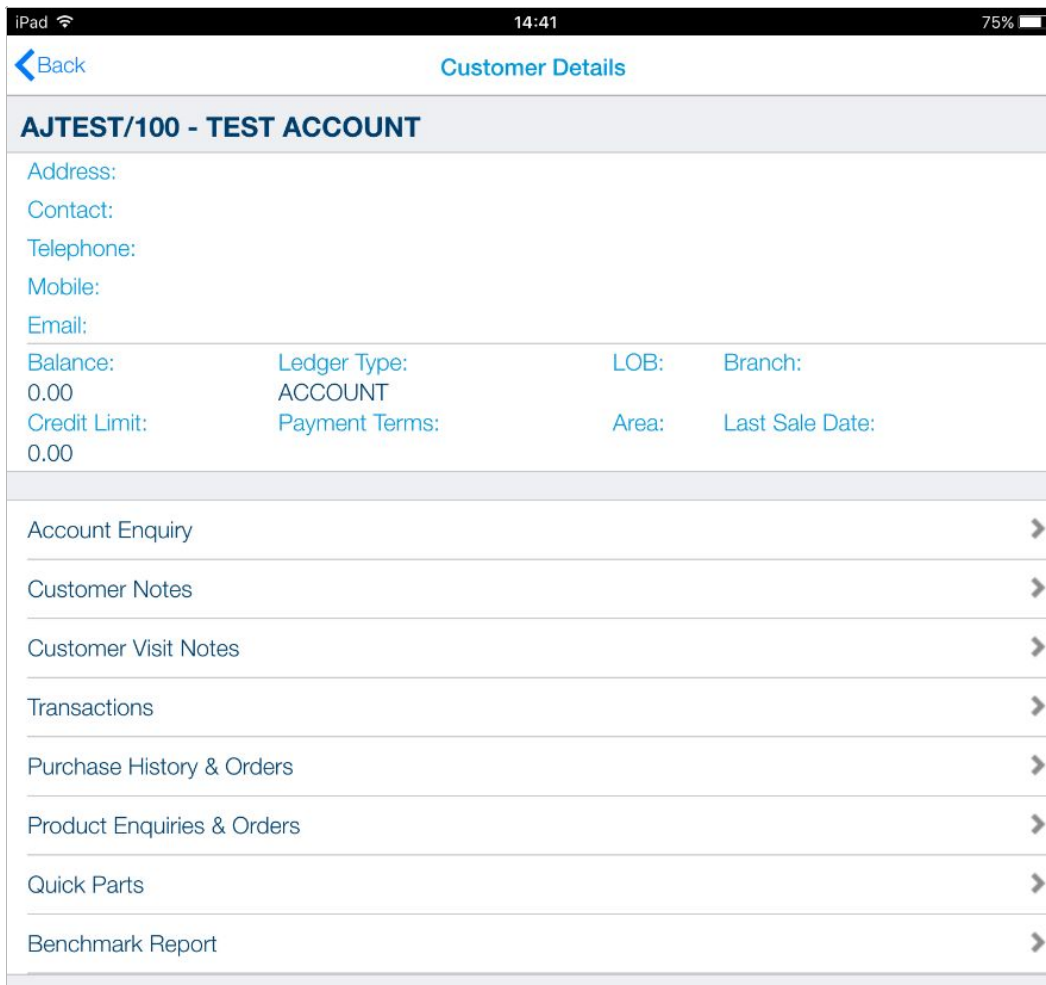 iPad 14:41 75%
Back Customer Details
AJTEST/100 - TEST ACCOUNT
Address:
Contact:
Telephone:
Mobile:
Email:
Balance: Ledger Type: LOB: Branch:
0.00 ACCOUNT
Credit Limit: Payment Terms: Area: Last Sale Date:
0.00
Account Enquiry
Customer Notes
Customer Visit Notes
Transactions
Purchase History & Orders
Product Enquiries & Orders
Quick Parts
Benchmark Report